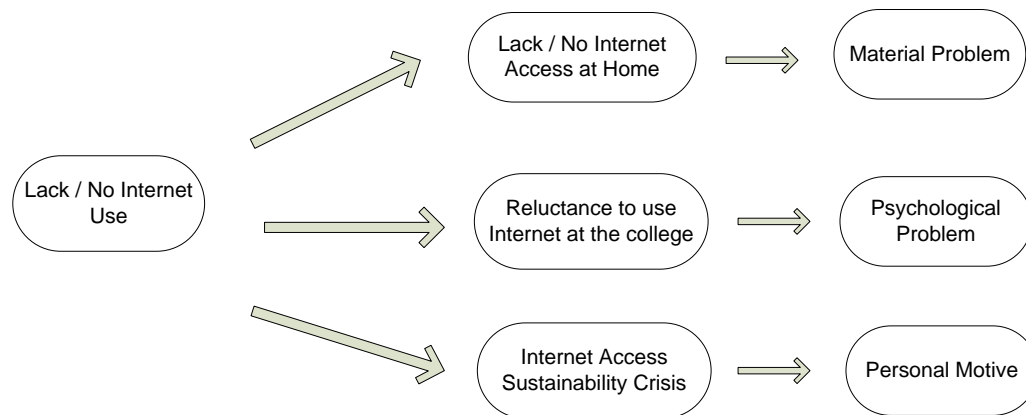 Lack / No Internet
Access at Home
Material Problem
Lack / No Internet
Use
Reluctance to use
Internet at the college
Psychological
Problem
Internet Access
Sustainability Crisis
Personal Motive